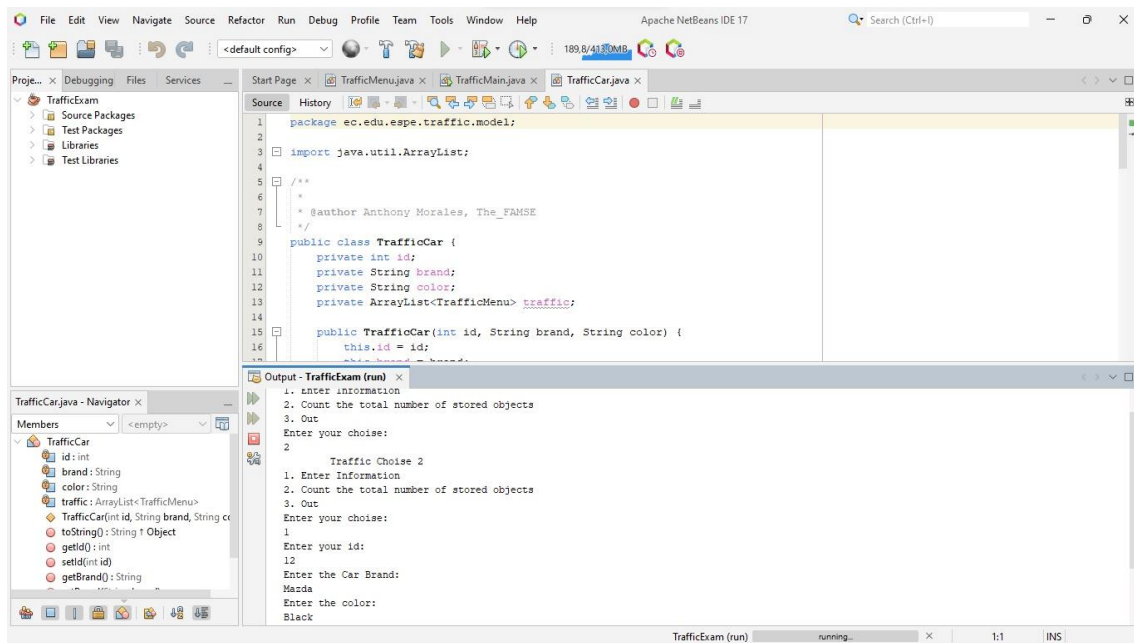 File Edit View Navigate Source Refactor Run Debug Profile Team Tools Window Help Apache NetBeans IDE 17 Search (Ctrl+I)
<default config> 189,8/413,0MB
Proje... × Debugging Files Services
Start Page × TrafficMenu.java × TrafficMain.java × TrafficCar.java ×
TrafficExam
Source Packages
Test Packages
Libraries
Test Libraries
Source History
1 package ec.edu.espe.traffic.model;
2
3 import java.util.ArrayList;
4
5 /**
6 *
7 * @author Anthony Morales, The_FAMSE
8 */
9 public class TrafficCar {
10 private int id;
11 private String brand;
12 private String color;
13 private ArrayList<TrafficMenu> traffic;
14
15 public TrafficCar(int id, String brand, String color) {
16 this.id = id;
17 this.brand = brand;
Output - TrafficExam (run) ×
1. Enter Information
2. Count the total number of stored objects
3. Out
Enter your choise:
2
Traffic Choise 2
1. Enter Information
2. Count the total number of stored objects
3. Out
Enter your choise:
1
Enter your id:
12
Enter the Car Brand:
Mazda
Enter the color:
Black
TrafficCar.java - Navigator ×
Members <empty>
TrafficCar
id : int
brand : String
color : String
traffic : ArrayList<TrafficMenu>
TrafficCar(int id, String brand, String co
toString() : String ↑ Object
getId() : int
setId(int id)
getBrand() : String
TrafficExam (run) running... 1:1 INS